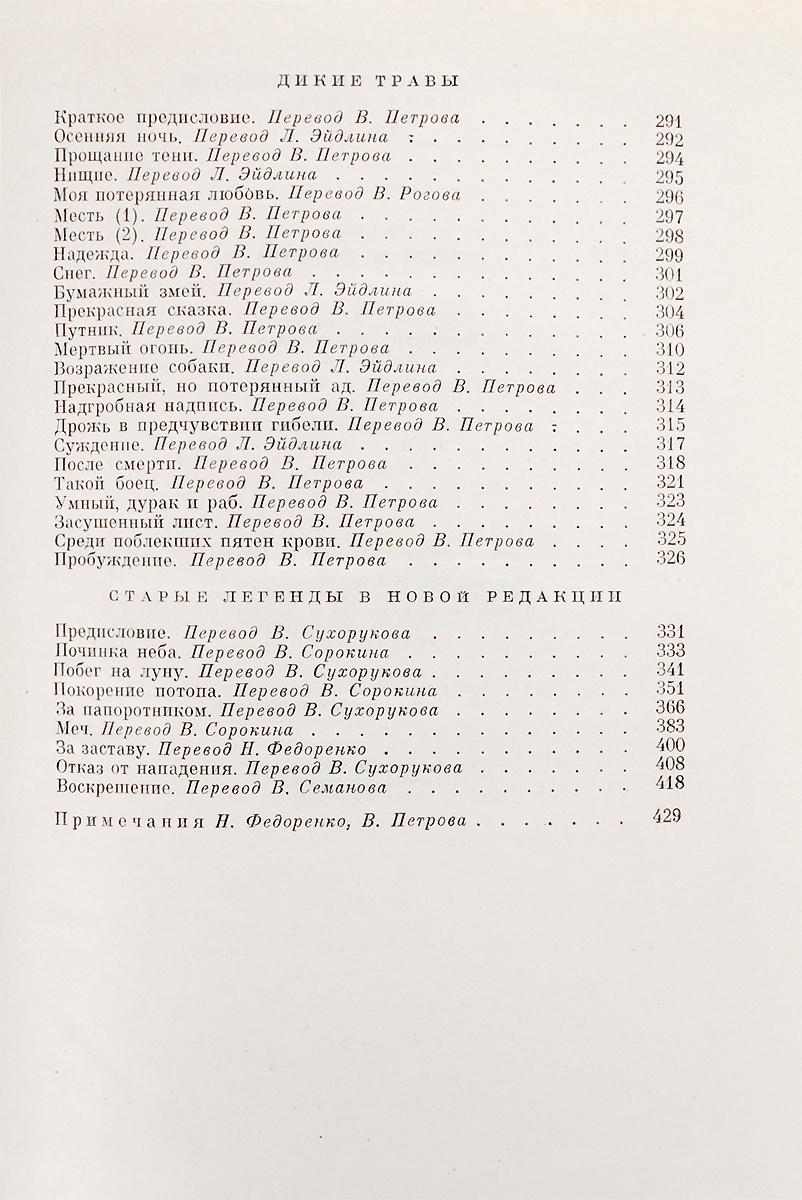 ДИКИЕ ТРАВЫ
Краткое предисловие. Перевод В. Петрова . . . . . . . 291
Осенняя ночь. Перевод Л. Эйдлина . . . . . . . . . . 292
Прощание тени. Перевод В. Петрова . . . . . . . . . . 294
Нищие. Перевод Л. Эйдлина . . . . . . . . . . . . . 295
Моя потерянная любовь. Перевод В. Рогова . . . . . . . 296
Месть (1). Перевод В. Петрова . . . . . . . . . . . . 297
Месть (2). Перевод В. Петрова . . . . . . . . . . . . 298
Надежда. Перевод В. Петрова . . . . . . . . . . . . 299
Снег. Перевод В. Петрова . . . . . . . . . . . . . . 301
Бумажный змей. Перевод Л. Эйдлина . . . . . . . . . 302
Прекрасная сказка. Перевод В. Петрова . . . . . . . . 304
Путник. Перевод В. Петрова . . . . . . . . . . . . . 306
Мертвый огонь. Перевод В. Петрова . . . . . . . . . . 310
Возражение собаки. Перевод Л. Эйдлина . . . . . . . . 312
Прекрасный, но потерянный ад. Перевод В. Петрова . . . 313
Надгробная надпись. Перевод В. Петрова . . . . . . . . 314
Дрожь в предчувствии гибели. Перевод В. Петрова . . . . 315
Суждение. Перевод Л. Эйдлина . . . . . . . . . . . . 317
После смерти. Перевод В. Петрова . . . . . . . . . . 318
Такой боец. Перевод В. Петрова . . . . . . . . . . . 321
Умный, дурак и раб. Перевод В. Петрова . . . . . . . . 323
Засушенный лист. Перевод В. Петрова . . . . . . . . . 324
Среди поблекших пятен крови. Перевод В. Петрова . . . . 325
Пробуждение. Перевод В. Петрова . . . . . . . . . . 326
СТАРЫЕ ЛЕГЕНДЫ В НОВОЙ РЕДАКЦИИ
Предисловие. Перевод В. Сухорукова . . . . . . . . . 331
Починка неба. Перевод В. Сорокина . . . . . . . . . . 333
Побег на луну. Перевод В. Сухорукова . . . . . . . . . 341
Покорение потопа. Перевод В. Сорокина . . . . . . . . 351
За папоротником. Перевод В. Сухорукова . . . . . . . . 366
Меч. Перевод В. Сорокина . . . . . . . . . . . . . . 383
За заставу. Перевод Н. Федоренко . . . . . . . . . . . 400
Отказ от нападения. Перевод В. Сухорукова . . . . . . . 408
Воскрешение. Перевод В. Семанова . . . . . . . . . . 418
Примечания Н. Федоренко, В. Петрова . . . . . . . 429